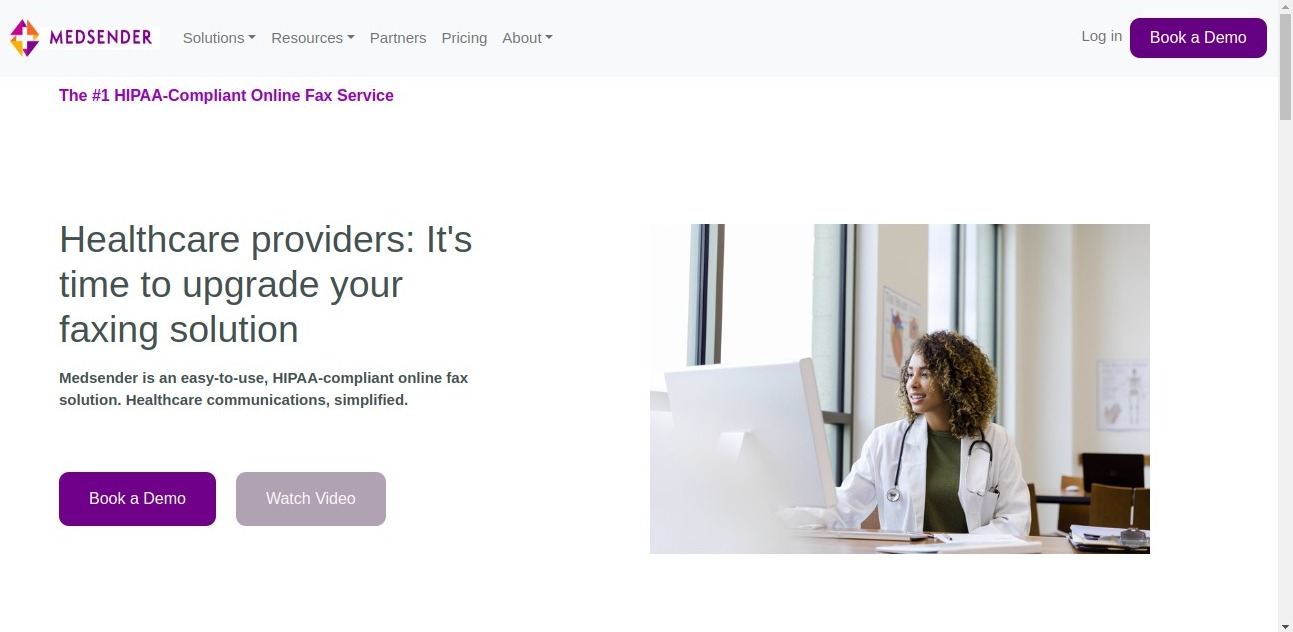 MEDSENDER
Solutions
Resources
Partners
Pricing
About
Log in
Book a Demo
The #1 HIPAA-Compliant Online Fax Service
Healthcare providers: It's
time to upgrade your
faxing solution
Medsender is an easy-to-use, HIPAA-compliant online fax
solution. Healthcare communications, simplified.
Book a Demo
Watch Video